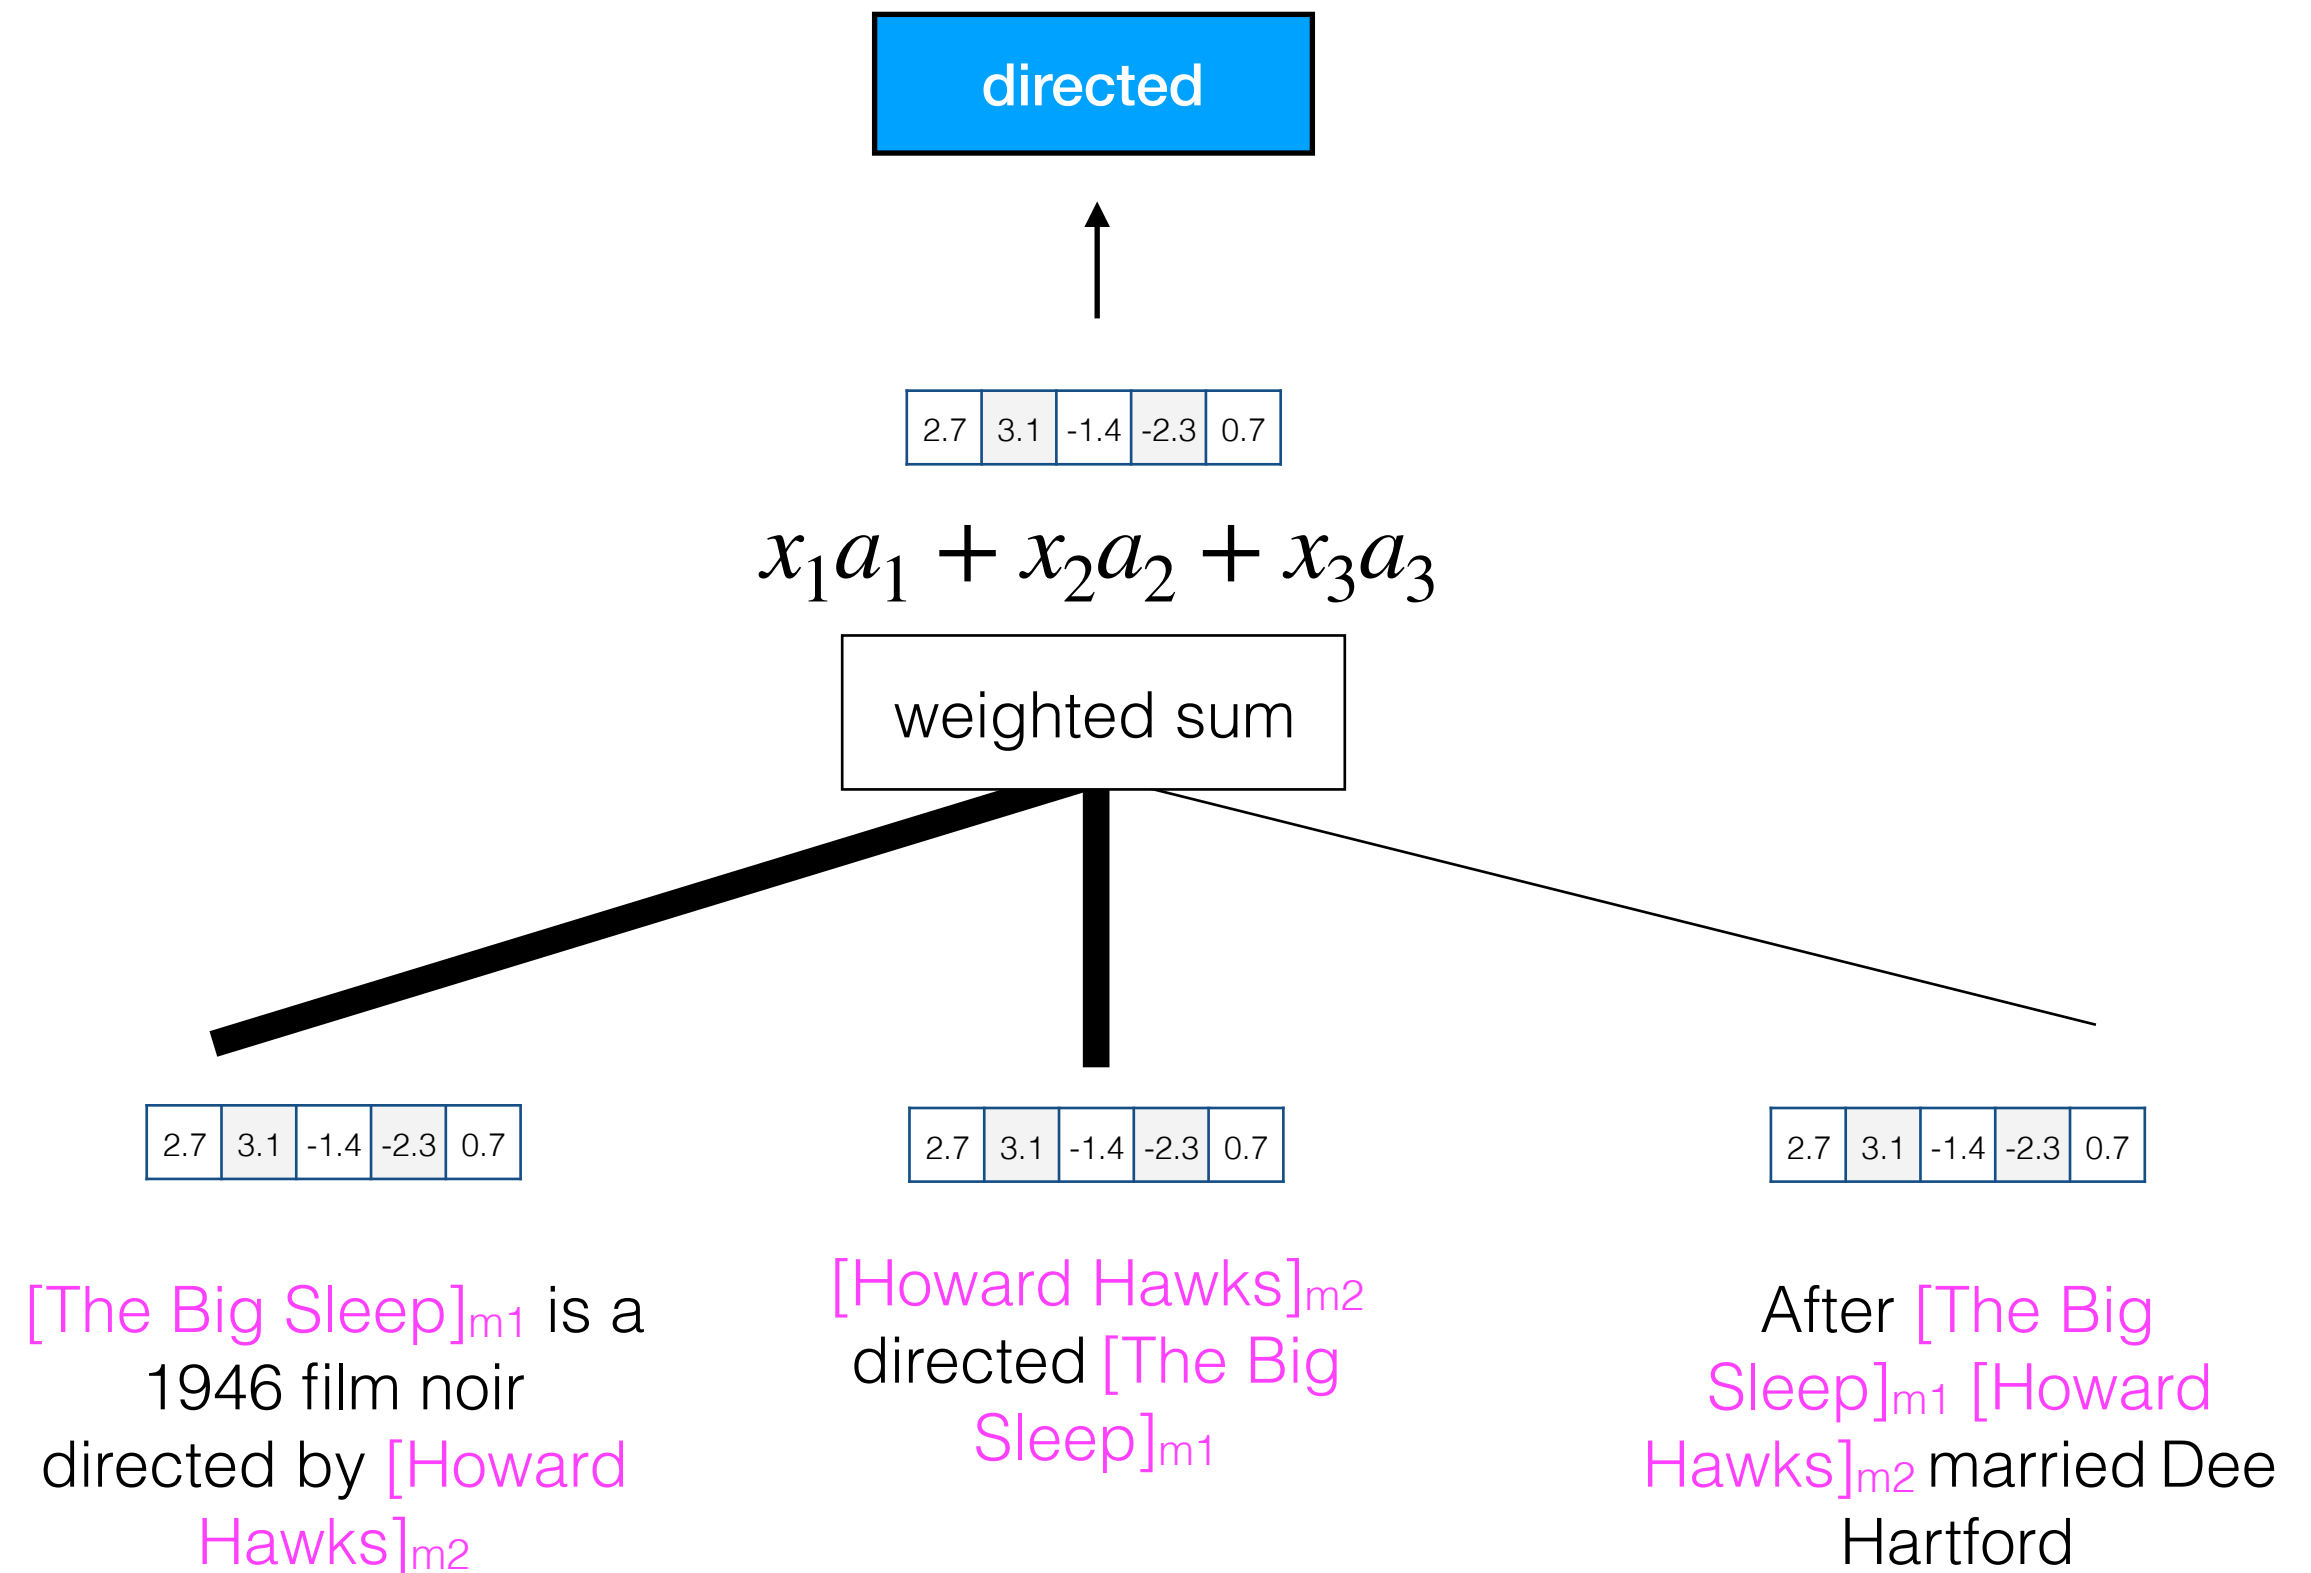 directed
2.7 3.1 -1.4 -2.3 0.7
x₁a₁ + x₂a₂ + x₃a₃
weighted sum
2.7 3.1 -1.4 -2.3 0.7
2.7 3.1 -1.4 -2.3 0.7
2.7 3.1 -1.4 -2.3 0.7
[The Big Sleep]m1 is a
1946 film noir
directed by [Howard
Hawks]m2
[Howard Hawks]m2
directed [The Big
Sleep]m1
After [The Big
Sleep]m1 [Howard
Hawks]m2 married Dee
Hartford